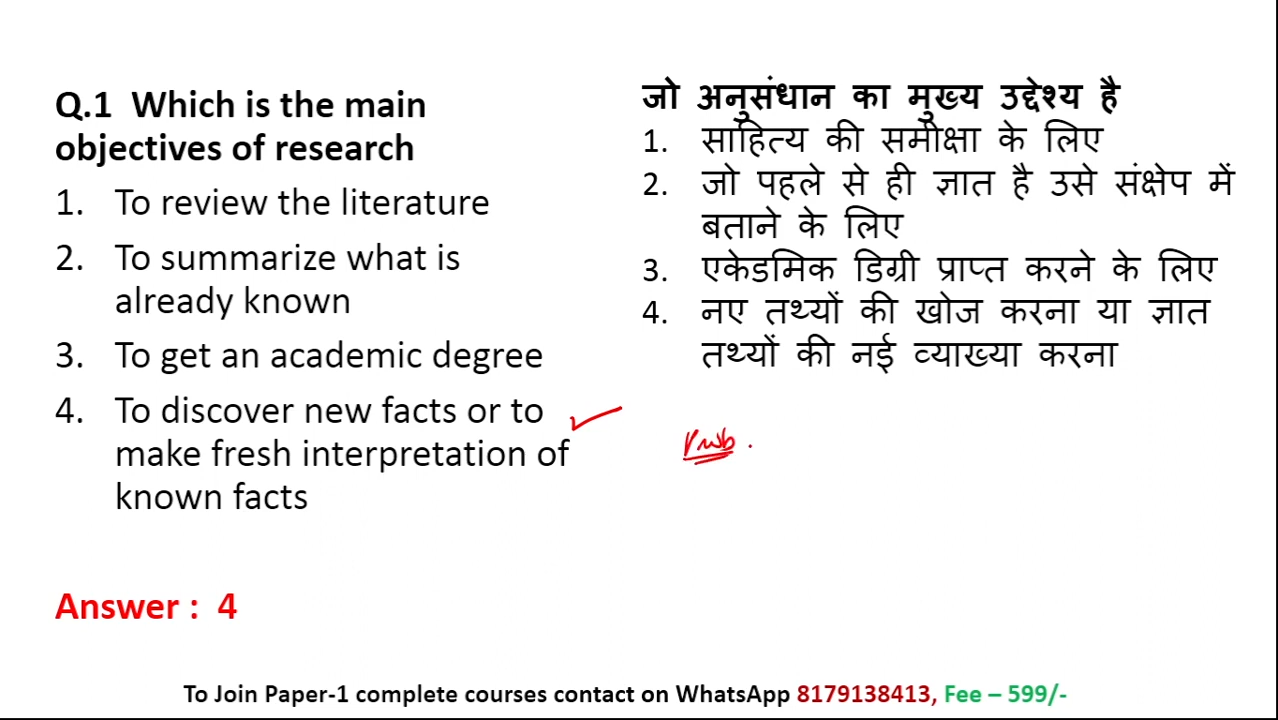 Q.1 Which is the main
objectives of research
1. To review the literature
2. To summarize what is
already known
3. To get an academic degree
4. To discover new facts or to
make fresh interpretation of
known facts
Answer : 4
जो अनुसंधान का मुख्य उद्देश्य है
1. साहित्य की समीक्षा के लिए
2. जो पहले से ही ज्ञात है उसे संक्षेप में
बताने के लिए
3. एकेडमिक डिग्री प्राप्त करने के लिए
4. नए तथ्यों की खोज करना या ज्ञात
तथ्यों की नई व्याख्या करना
To Join Paper-1 complete courses contact on WhatsApp 8179138413, Fee – 599/-